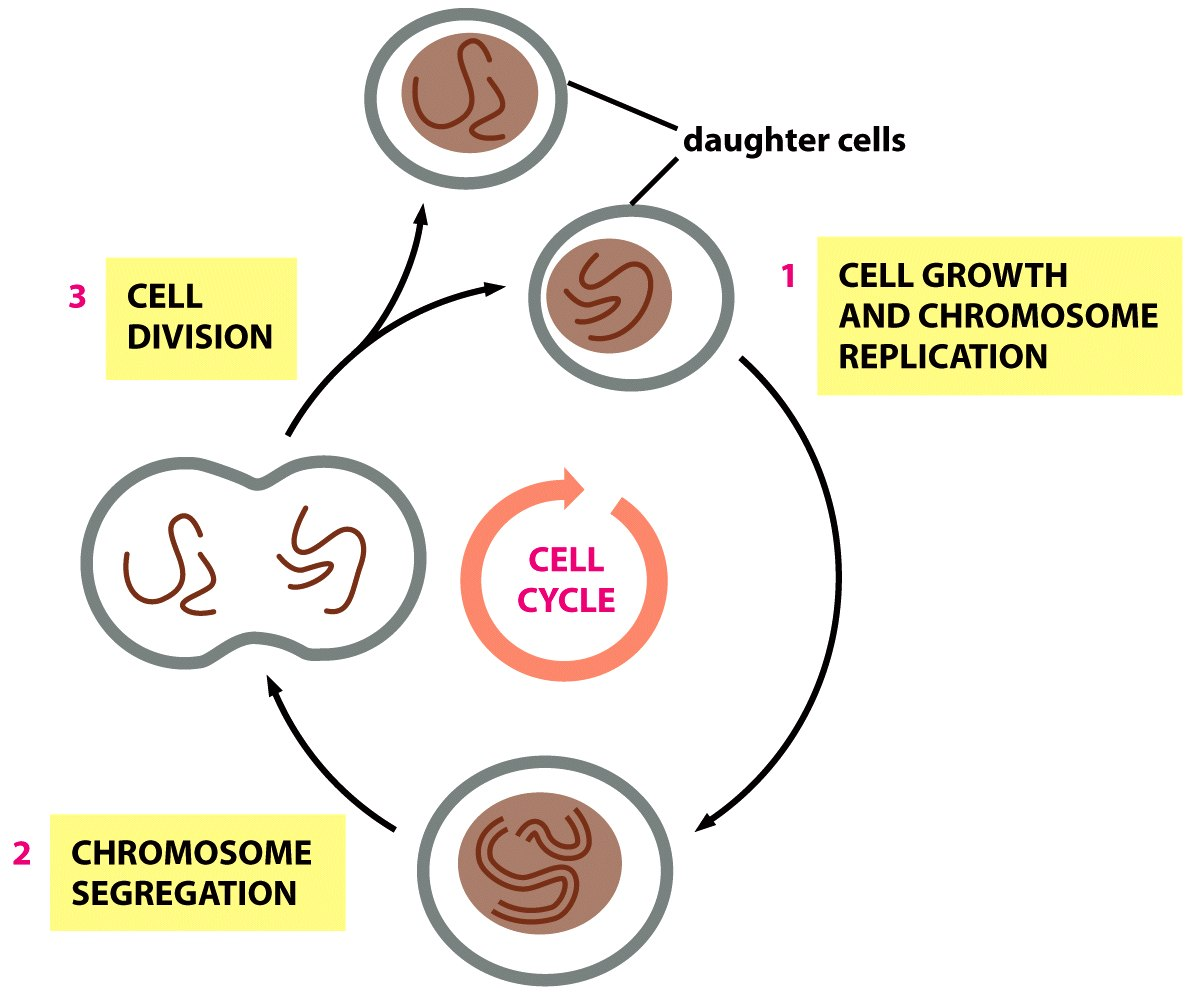 daughter cells
1
CELL GROWTH
AND CHROMOSOME
REPLICATION
3
CELL
DIVISION
CELL
CYCLE
2
CHROMOSOME
SEGREGATION